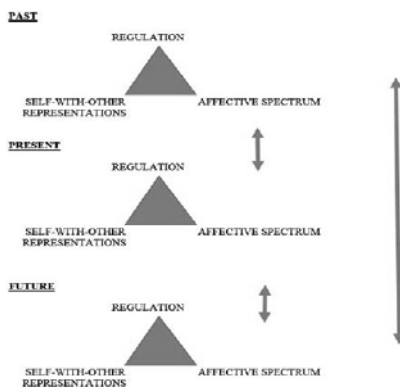 PAST
REGULATION
SELF-WITH-OTHER AFFECTIVE SPECTRUM
REPRESENTATIONS
PRESENT
REGULATION
SELF-WITH-OTHER AFFECTIVE SPECTRUM
REPRESENTATIONS
FUTURE
REGULATION
SELF-WITH-OTHER AFFECTIVE SPECTRUM
REPRESENTATIONS